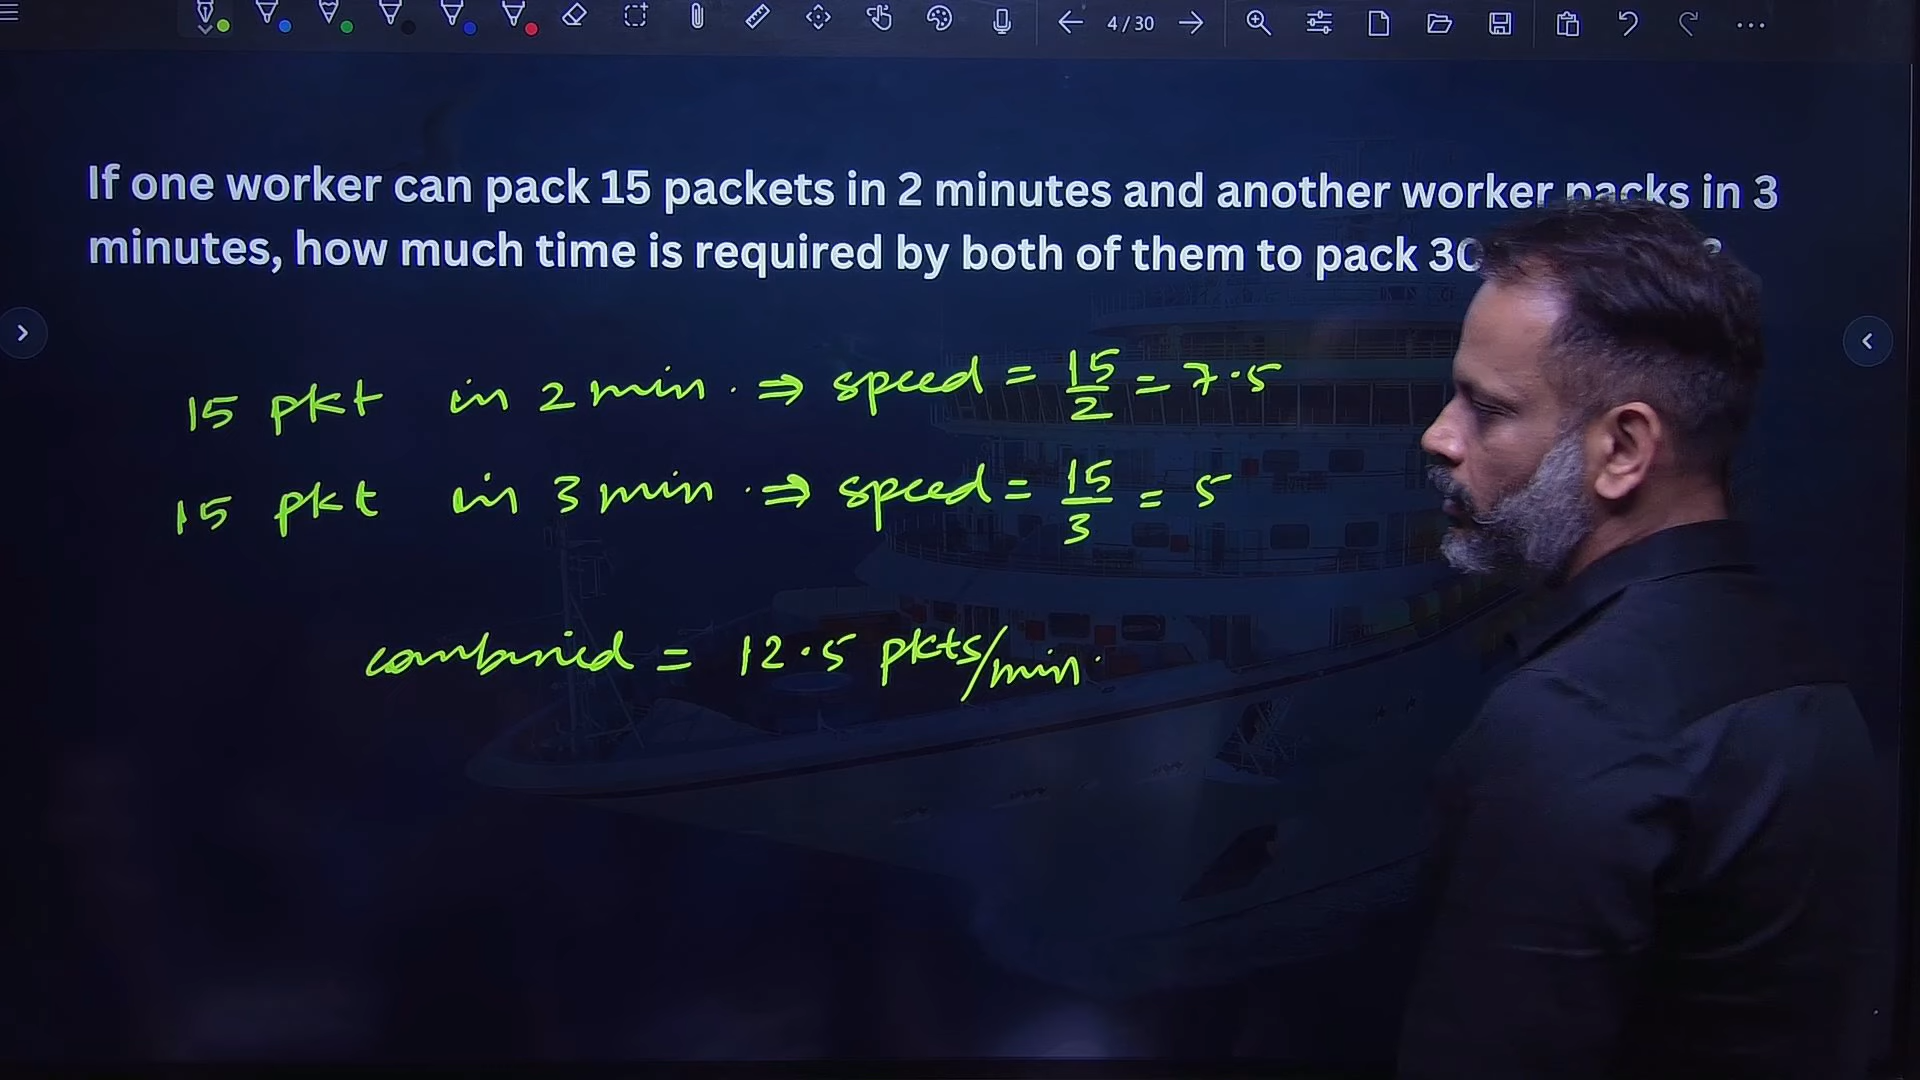 4 / 30
If one worker can pack 15 packets in 2 minutes and another worker packs in 3
minutes, how much time is required by both of them to pack
15 pkt in 2 min. ⇒ speed = 15/2 = 7.5
15 pkt in 3 min. ⇒ speed = 15/3 = 5
combined = 12.5 pkts/min.